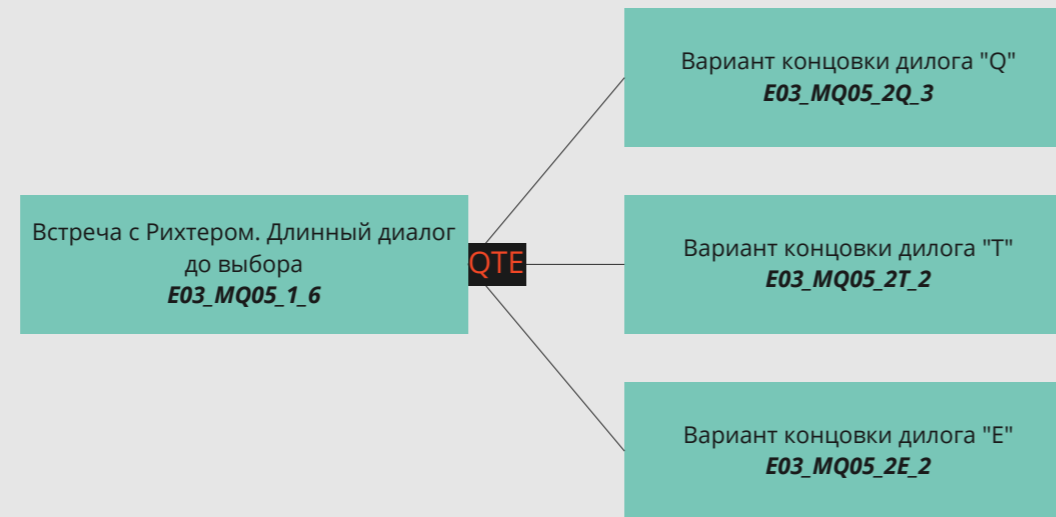 Встреча с Рихтером. Длинный диалог
до выбора
E03_MQ05_1_6
QTE
Вариант концовки дилога "Q"
E03_MQ05_2Q_3
Вариант концовки дилога "T"
E03_MQ05_2T_2
Вариант концовки дилога "E"
E03_MQ05_2E_2